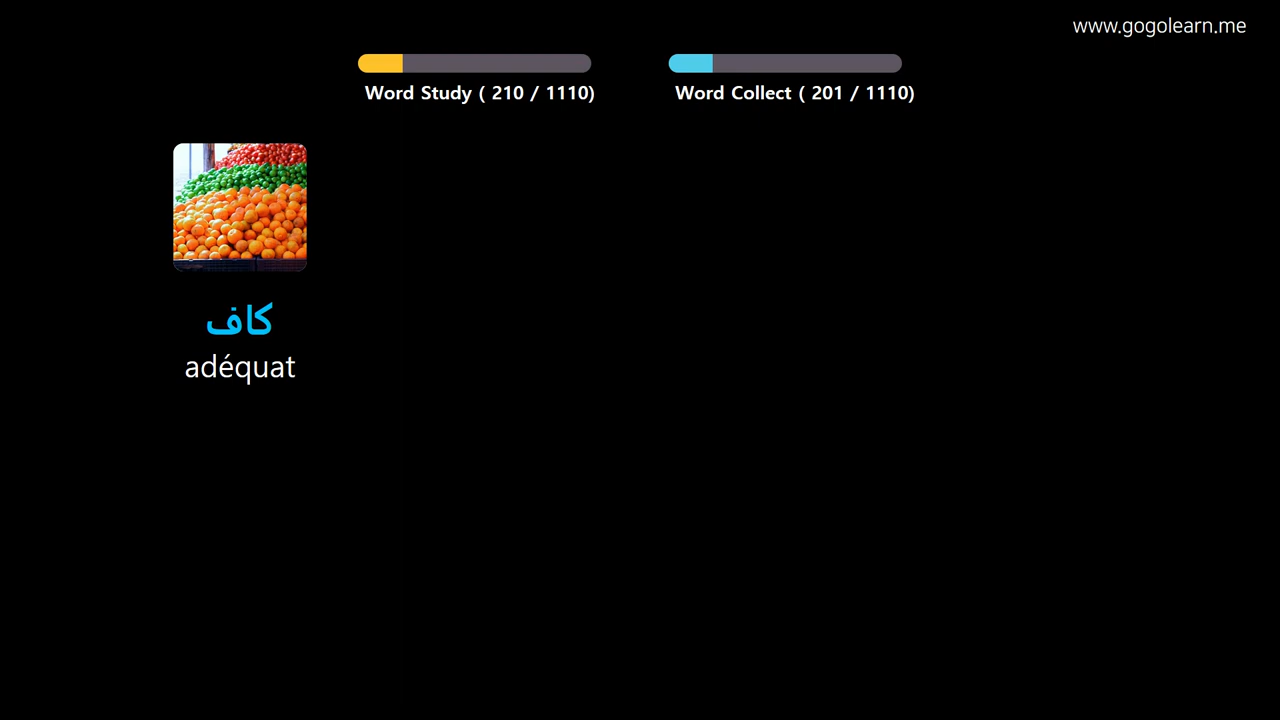 www.gogolearn.me
Word Study ( 210 / 1110)
Word Collect ( 201 / 1110)
كاف
adéquat